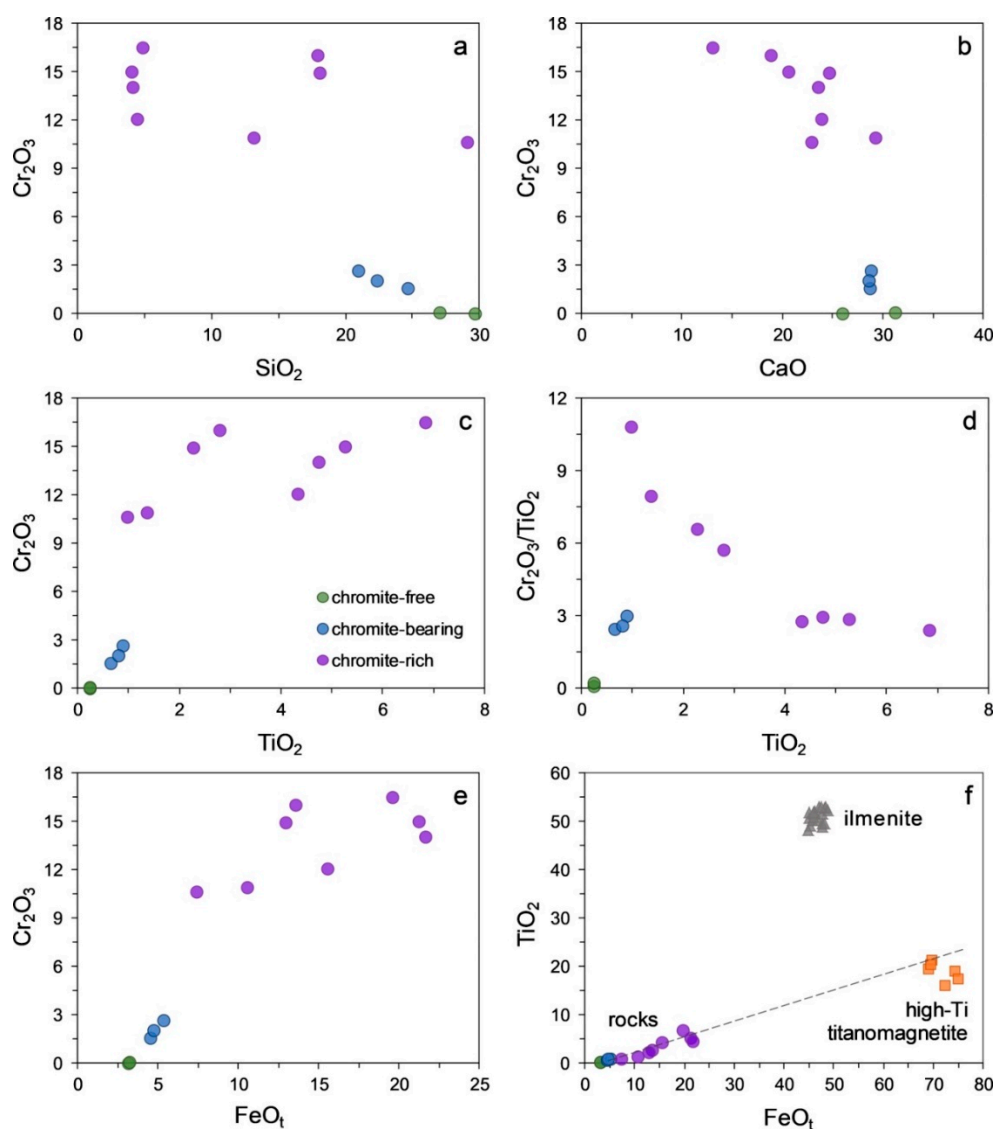 18
15
12
9
6
3
0
Cr₂O₃
a
0
10
20
30
SiO₂
18
15
12
9
6
3
0
Cr₂O₃
b
0
10
20
30
40
CaO
18
15
12
9
6
3
0
Cr₂O₃
c
chromite-free
chromite-bearing
chromite-rich
0
2
4
6
8
TiO₂
12
9
6
3
0
Cr₂O₃/TiO₂
d
0
2
4
6
8
TiO₂
18
15
12
9
6
3
0
Cr₂O₃
e
0
5
10
15
20
25
FeOₜ
60
50
40
30
20
10
0
TiO₂
f
ilmenite
rocks
high-Ti
titanomagnetite
0
10
20
30
40
50
60
70
80
FeOₜ